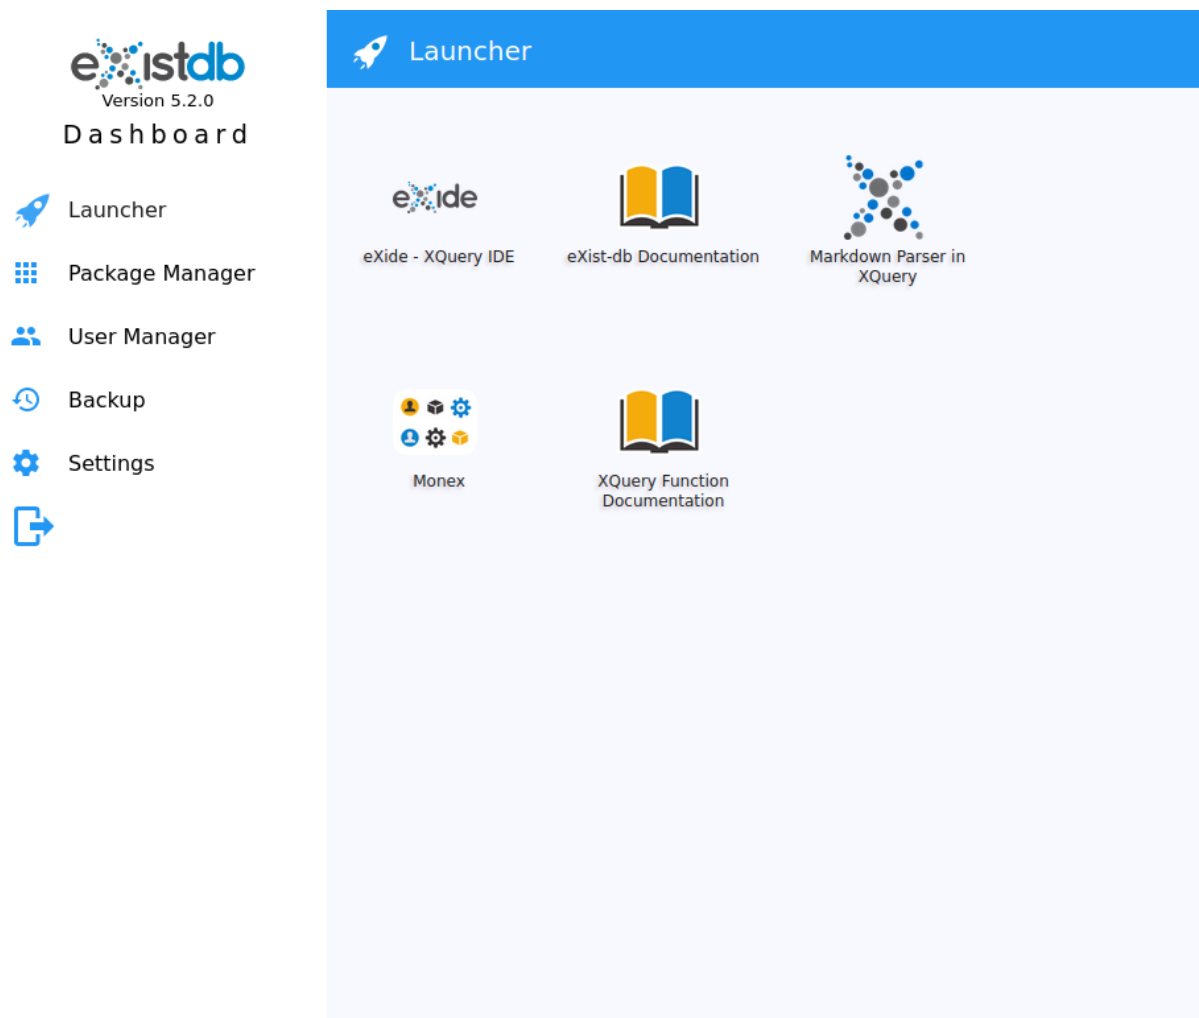 eXistdb
Version 5.2.0
Dashboard
Launcher
Package Manager
User Manager
Backup
Settings
Launcher
eXide
eXide - XQuery IDE
eXist-db Documentation
Markdown Parser in
XQuery
Monex
XQuery Function
Documentation